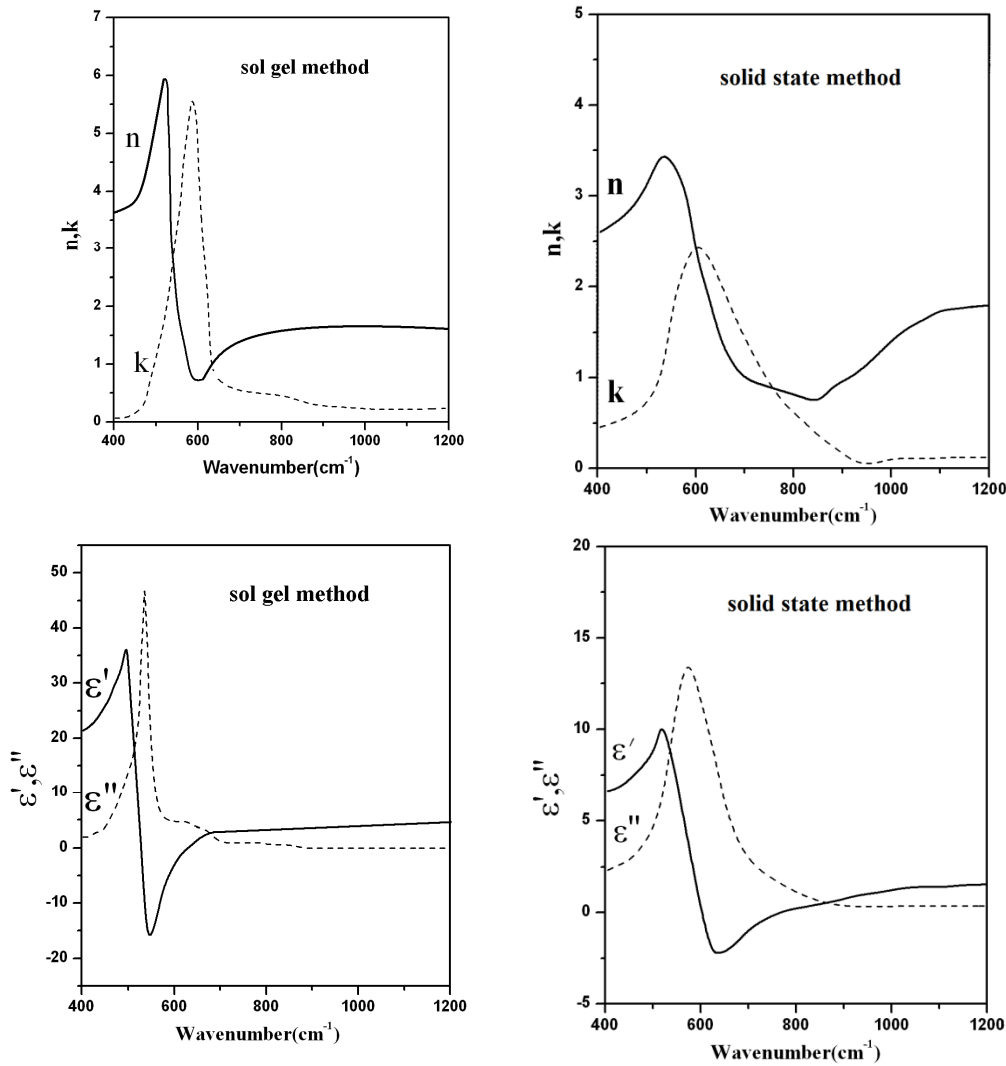 7
6
5
4
3
2
1
0
400
600
800
1000
1200
sol gel method
n
k
n,k
Wavenumber(cm-1)
5
4
3
2
1
0
400
600
800
1000
1200
solid state method
n
k
n,k
Wavenumber(cm-1)
50
40
30
20
10
0
-10
-20
-25
400
600
800
1000
1200
sol gel method
ε'
ε"
ε',ε"
Wavenumber(cm-1)
20
15
10
5
0
-5
400
600
800
1000
1200
solid state method
ε′
ε"
ε',ε"
Wavenumber(cm-1)